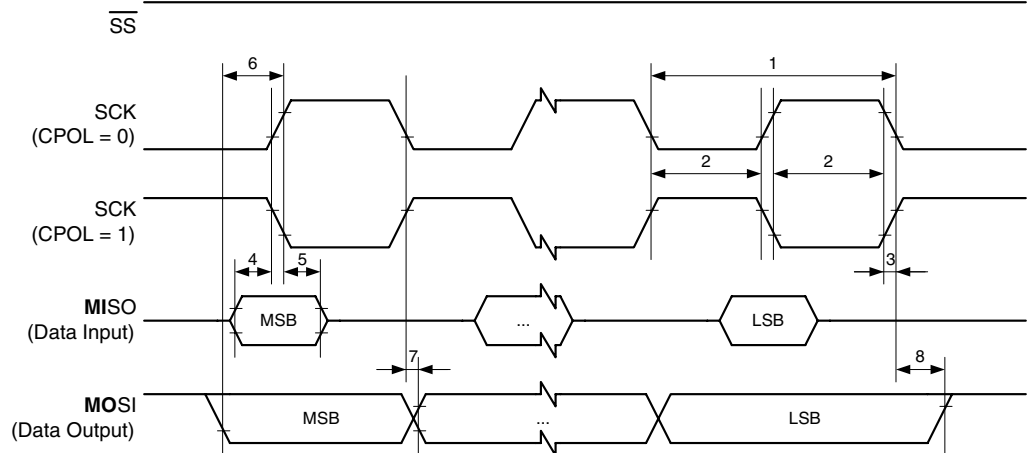 SS
6
1
SCK
(CPOL = 0)
2
2
SCK
(CPOL = 1)
4
5
3
MISO
(Data Input)
MSB
...
LSB
7
8
MOSI
(Data Output)
MSB
...
LSB